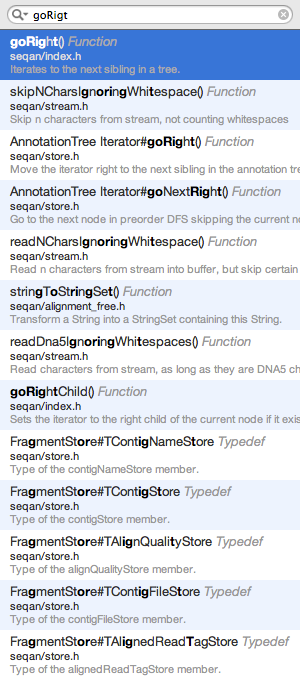 goRigt
goRight() Function
seqan/index.h
Iterates to the next sibling in a tree.
skipNCharsIgnoringWhitespace() Function
seqan/stream.h
Skip n characters from stream, not counting whitespaces
AnnotationTree Iterator#goRight() Function
seqan/store.h
Move the iterator right to the next sibling in the annotation tre
AnnotationTree Iterator#goNextRight() Function
seqan/store.h
Go to the next node in preorder DFS skipping the current no
readNCharsIgnoringWhitespace() Function
seqan/stream.h
Read n characters from stream into buffer, but skip certain
stringToStringSet() Function
seqan/alignment_free.h
Transform a String into a StringSet containing this String.
readDna5IgnoringWhitespaces() Function
seqan/stream.h
Read characters from stream, as long as they are DNA5 ch
goRightChild() Function
seqan/index.h
Sets the iterator to the right child of the current node if it exis
FragmentStore#TContigNameStore Typedef
seqan/store.h
Type of the contigNameStore member.
FragmentStore#TContigStore Typedef
seqan/store.h
Type of the contigStore member.
FragmentStore#TAlignQualityStore Typedef
seqan/store.h
Type of the alignQualityStore member.
FragmentStore#TContigFileStore Typedef
seqan/store.h
Type of the contigFileStore member.
FragmentStore#TAlignedReadTagStore Typedef
seqan/store.h
Type of the alignedReadTagStore member.